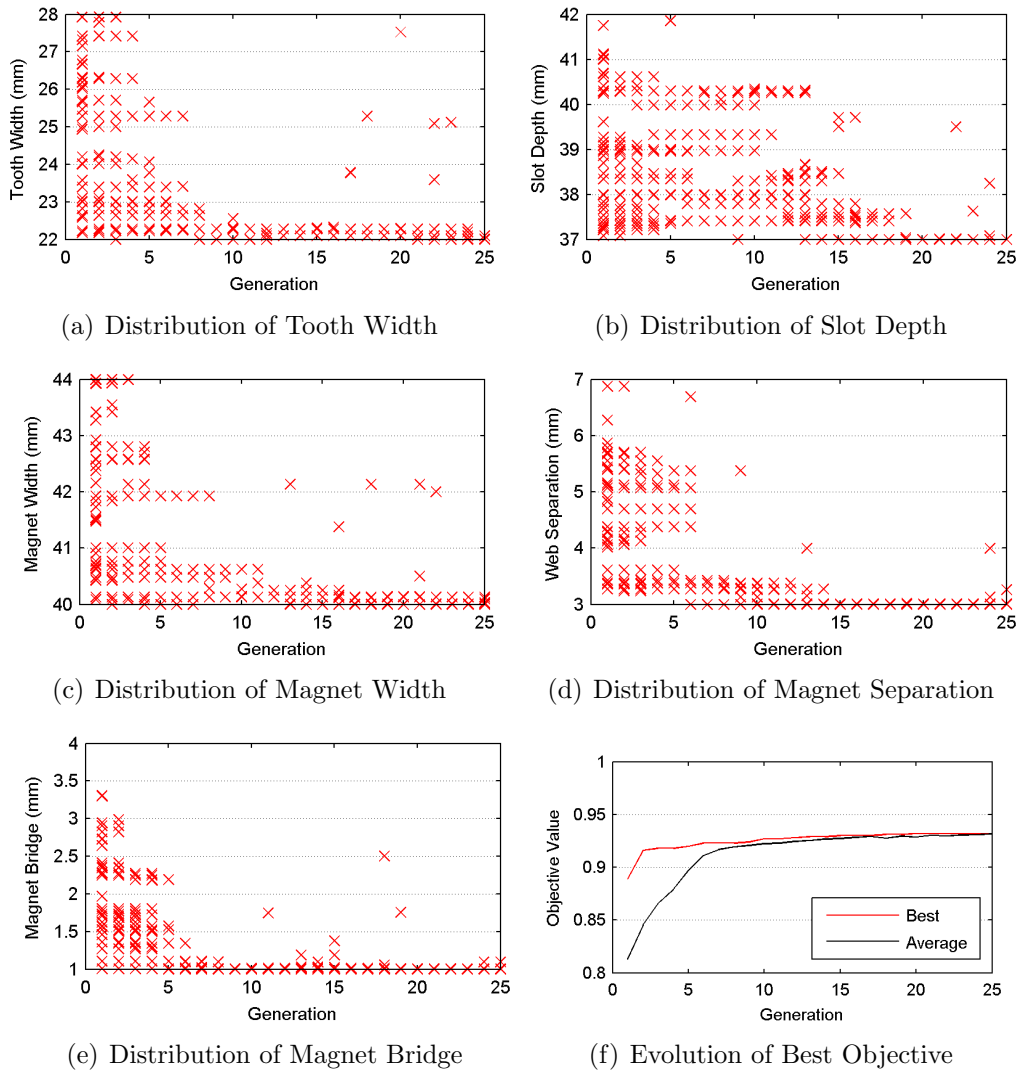 28
27
26
25
24
23
22
0 5 10 15 20 25
Tooth Width (mm)
Generation
(a) Distribution of Tooth Width
42
41
40
39
38
37
0 5 10 15 20 25
Slot Depth (mm)
Generation
(b) Distribution of Slot Depth
44
43
42
41
40
0 5 10 15 20 25
Magnet Width (mm)
Generation
(c) Distribution of Magnet Width
7
6
5
4
3
0 5 10 15 20 25
Web Separation (mm)
Generation
(d) Distribution of Magnet Separation
4
3.5
3
2.5
2
1.5
1
0 5 10 15 20 25
Magnet Bridge (mm)
Generation
(e) Distribution of Magnet Bridge
1
0.95
0.9
0.85
0.8
0 5 10 15 20 25
Objective Value
Best
Average
Generation
(f) Evolution of Best Objective